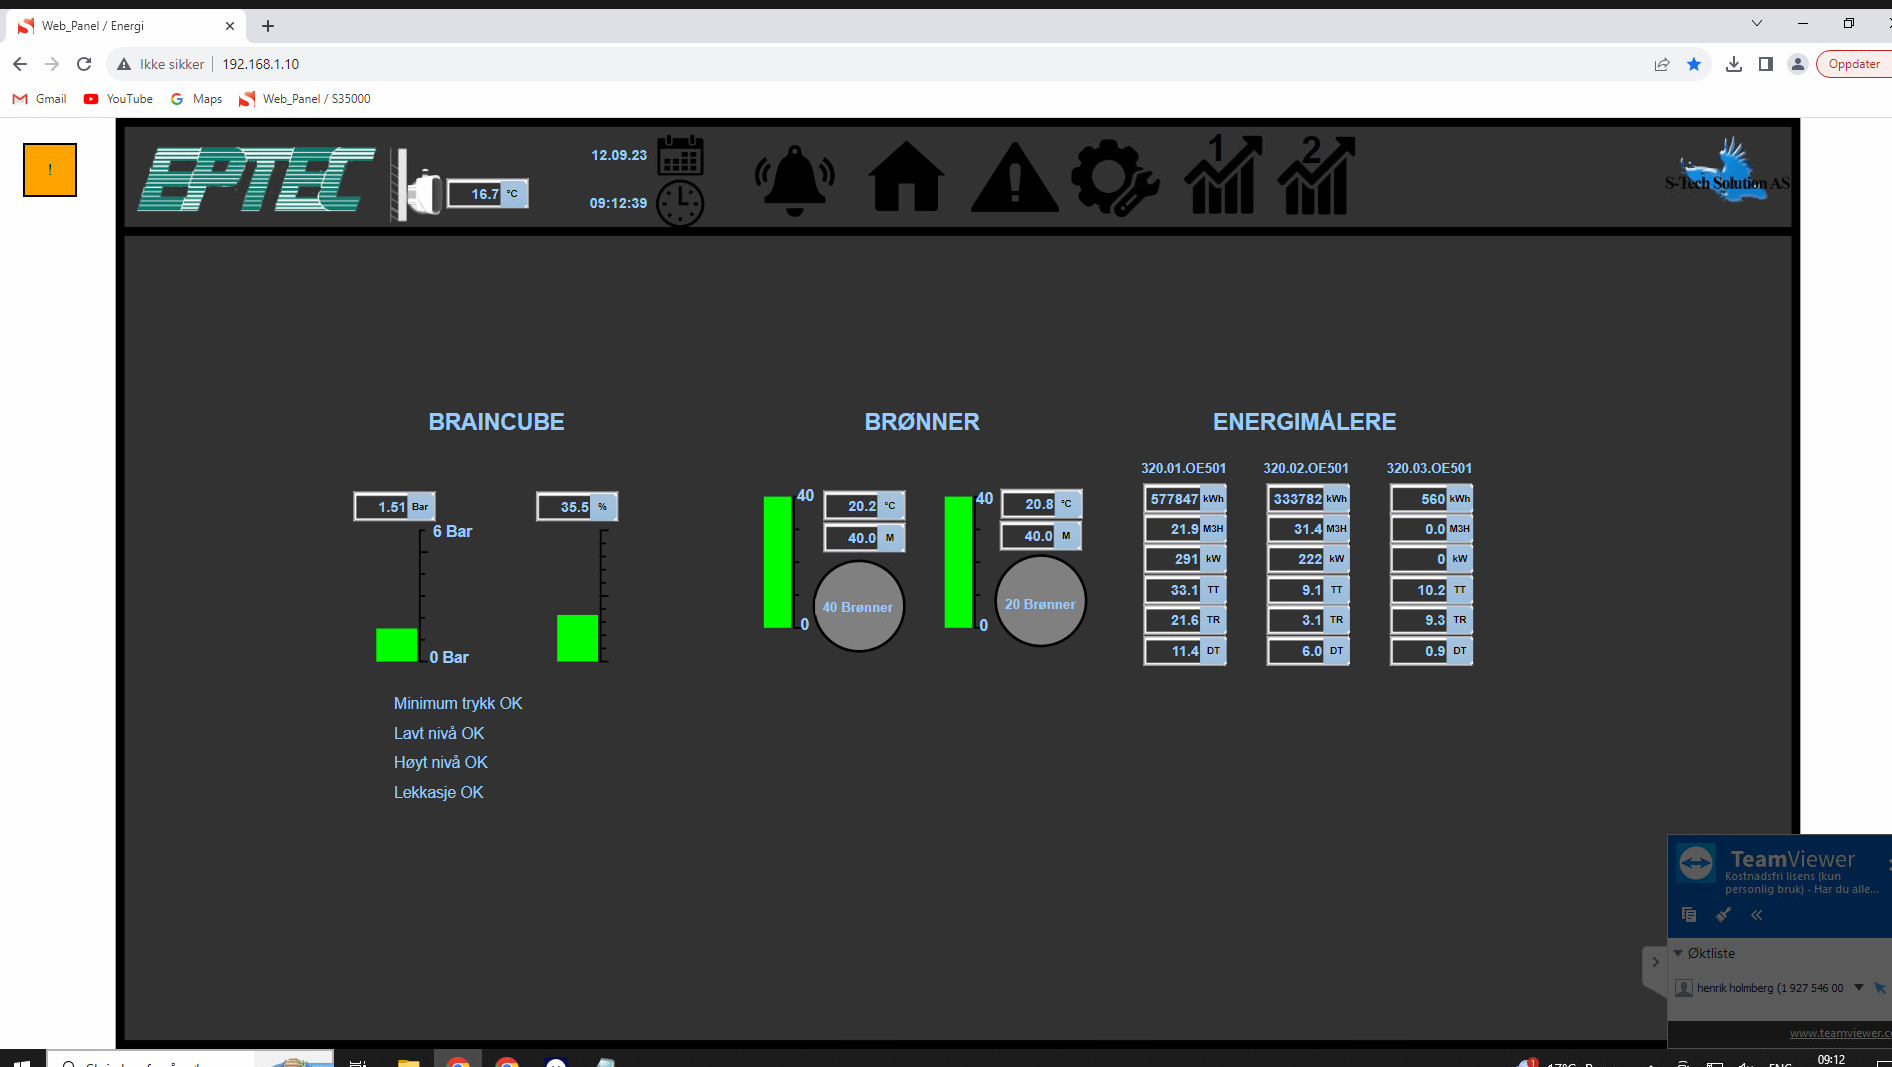 Web_Panel / Energi
Ikke sikker
192.168.1.10
Oppdater
Gmail
YouTube
Maps
Web_Panel / S35000
!
EPTEC
16.7 °C
12.09.23
09:12:39
1
2
S-Tech Solution AS
BRAINCUBE
BRØNNER
ENERGIMÅLERE
320.01.OE501
320.02.OE501
320.03.OE501
1.51 Bar
35.5 %
6 Bar
0 Bar
40
20.2 °C
40.0 M
40 Brønner
0
40
20.8 °C
40.0 M
20 Brønner
0
577847 kWh
333782 kWh
560 kWh
21.9 M3H
31.4 M3H
0.0 M3H
291 kW
222 kW
0 kW
33.1 TT
9.1 TT
10.2 TT
21.6 TR
3.1 TR
9.3 TR
11.4 DT
6.0 DT
0.9 DT
Minimum trykk OK
Lavt nivå OK
Høyt nivå OK
Lekkasje OK
TeamViewer
Kostnadsfri lisens (kun
personlig bruk) - Har du alle...
Øktliste
henrik holmberg (1 927 546 00
www.teamviewer.c
1
09:12